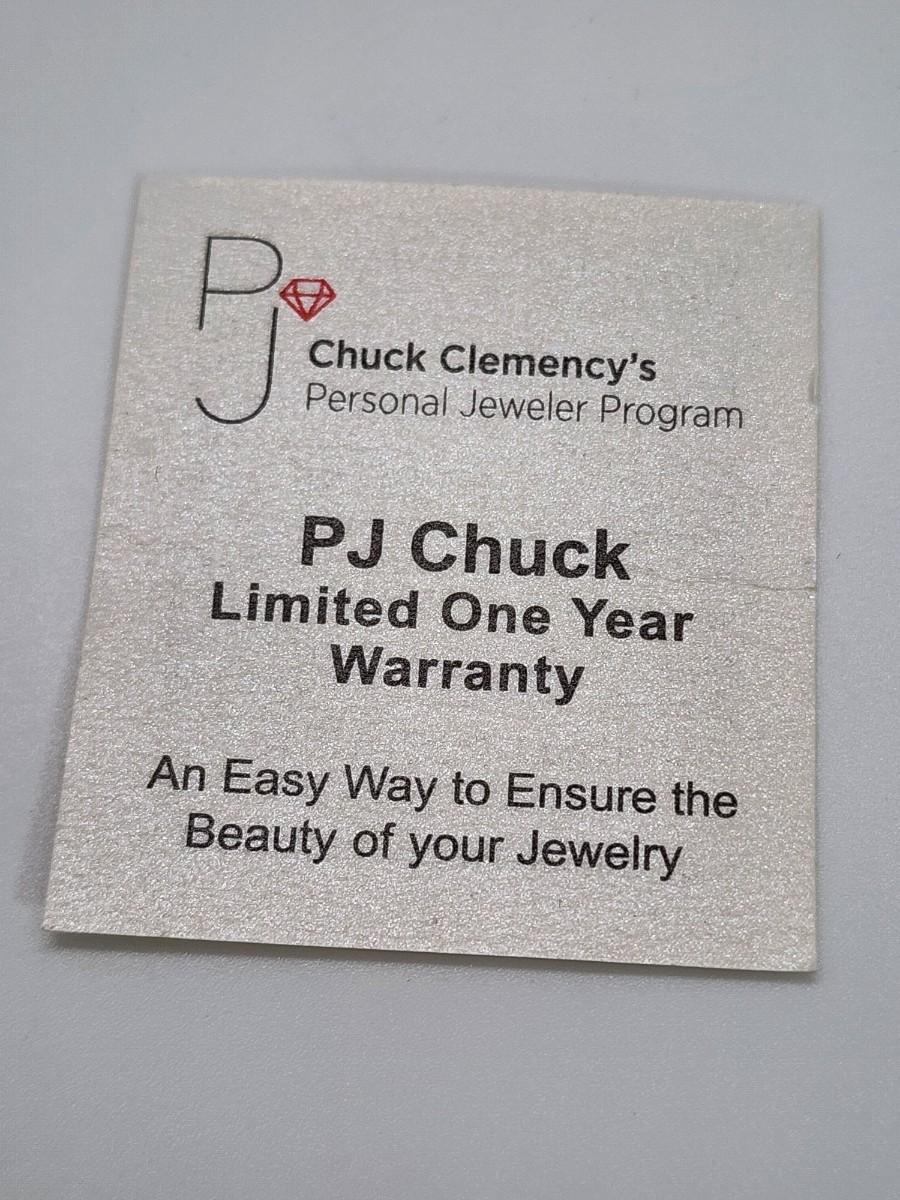 PJ
Chuck Clemency's
Personal Jeweler Program
PJ Chuck
Limited One Year
Warranty
An Easy Way to Ensure the
Beauty of your Jewelry